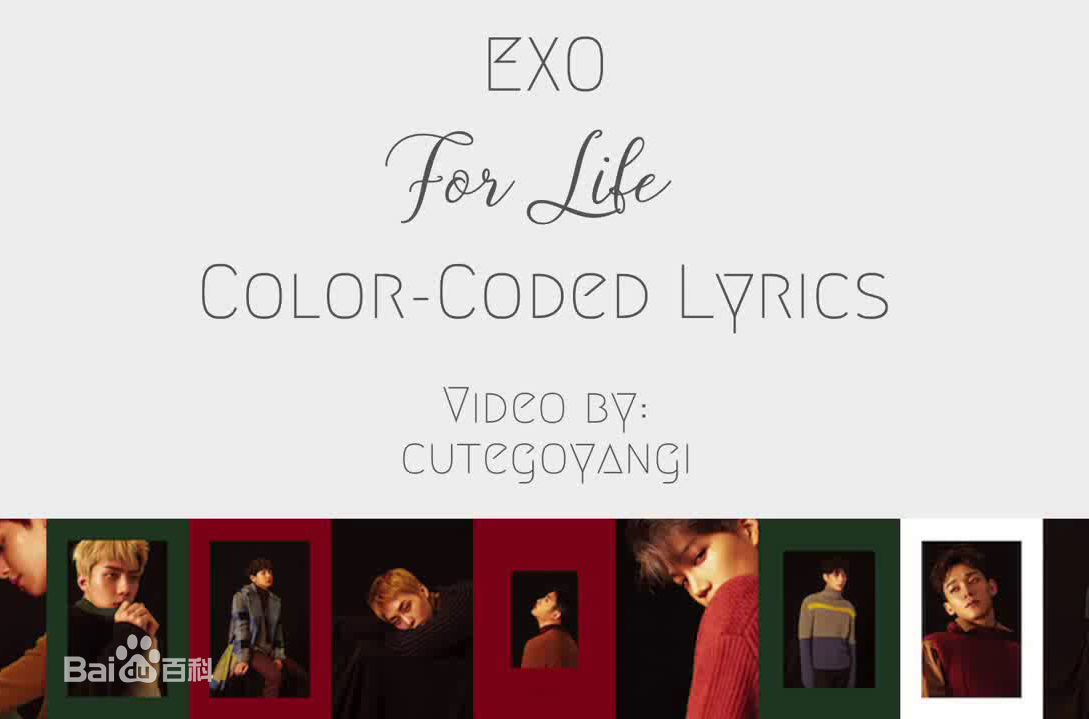 EXO
For Life
Color-Coded Lyrics
Video by:
cutegoyangi
Baidu百科